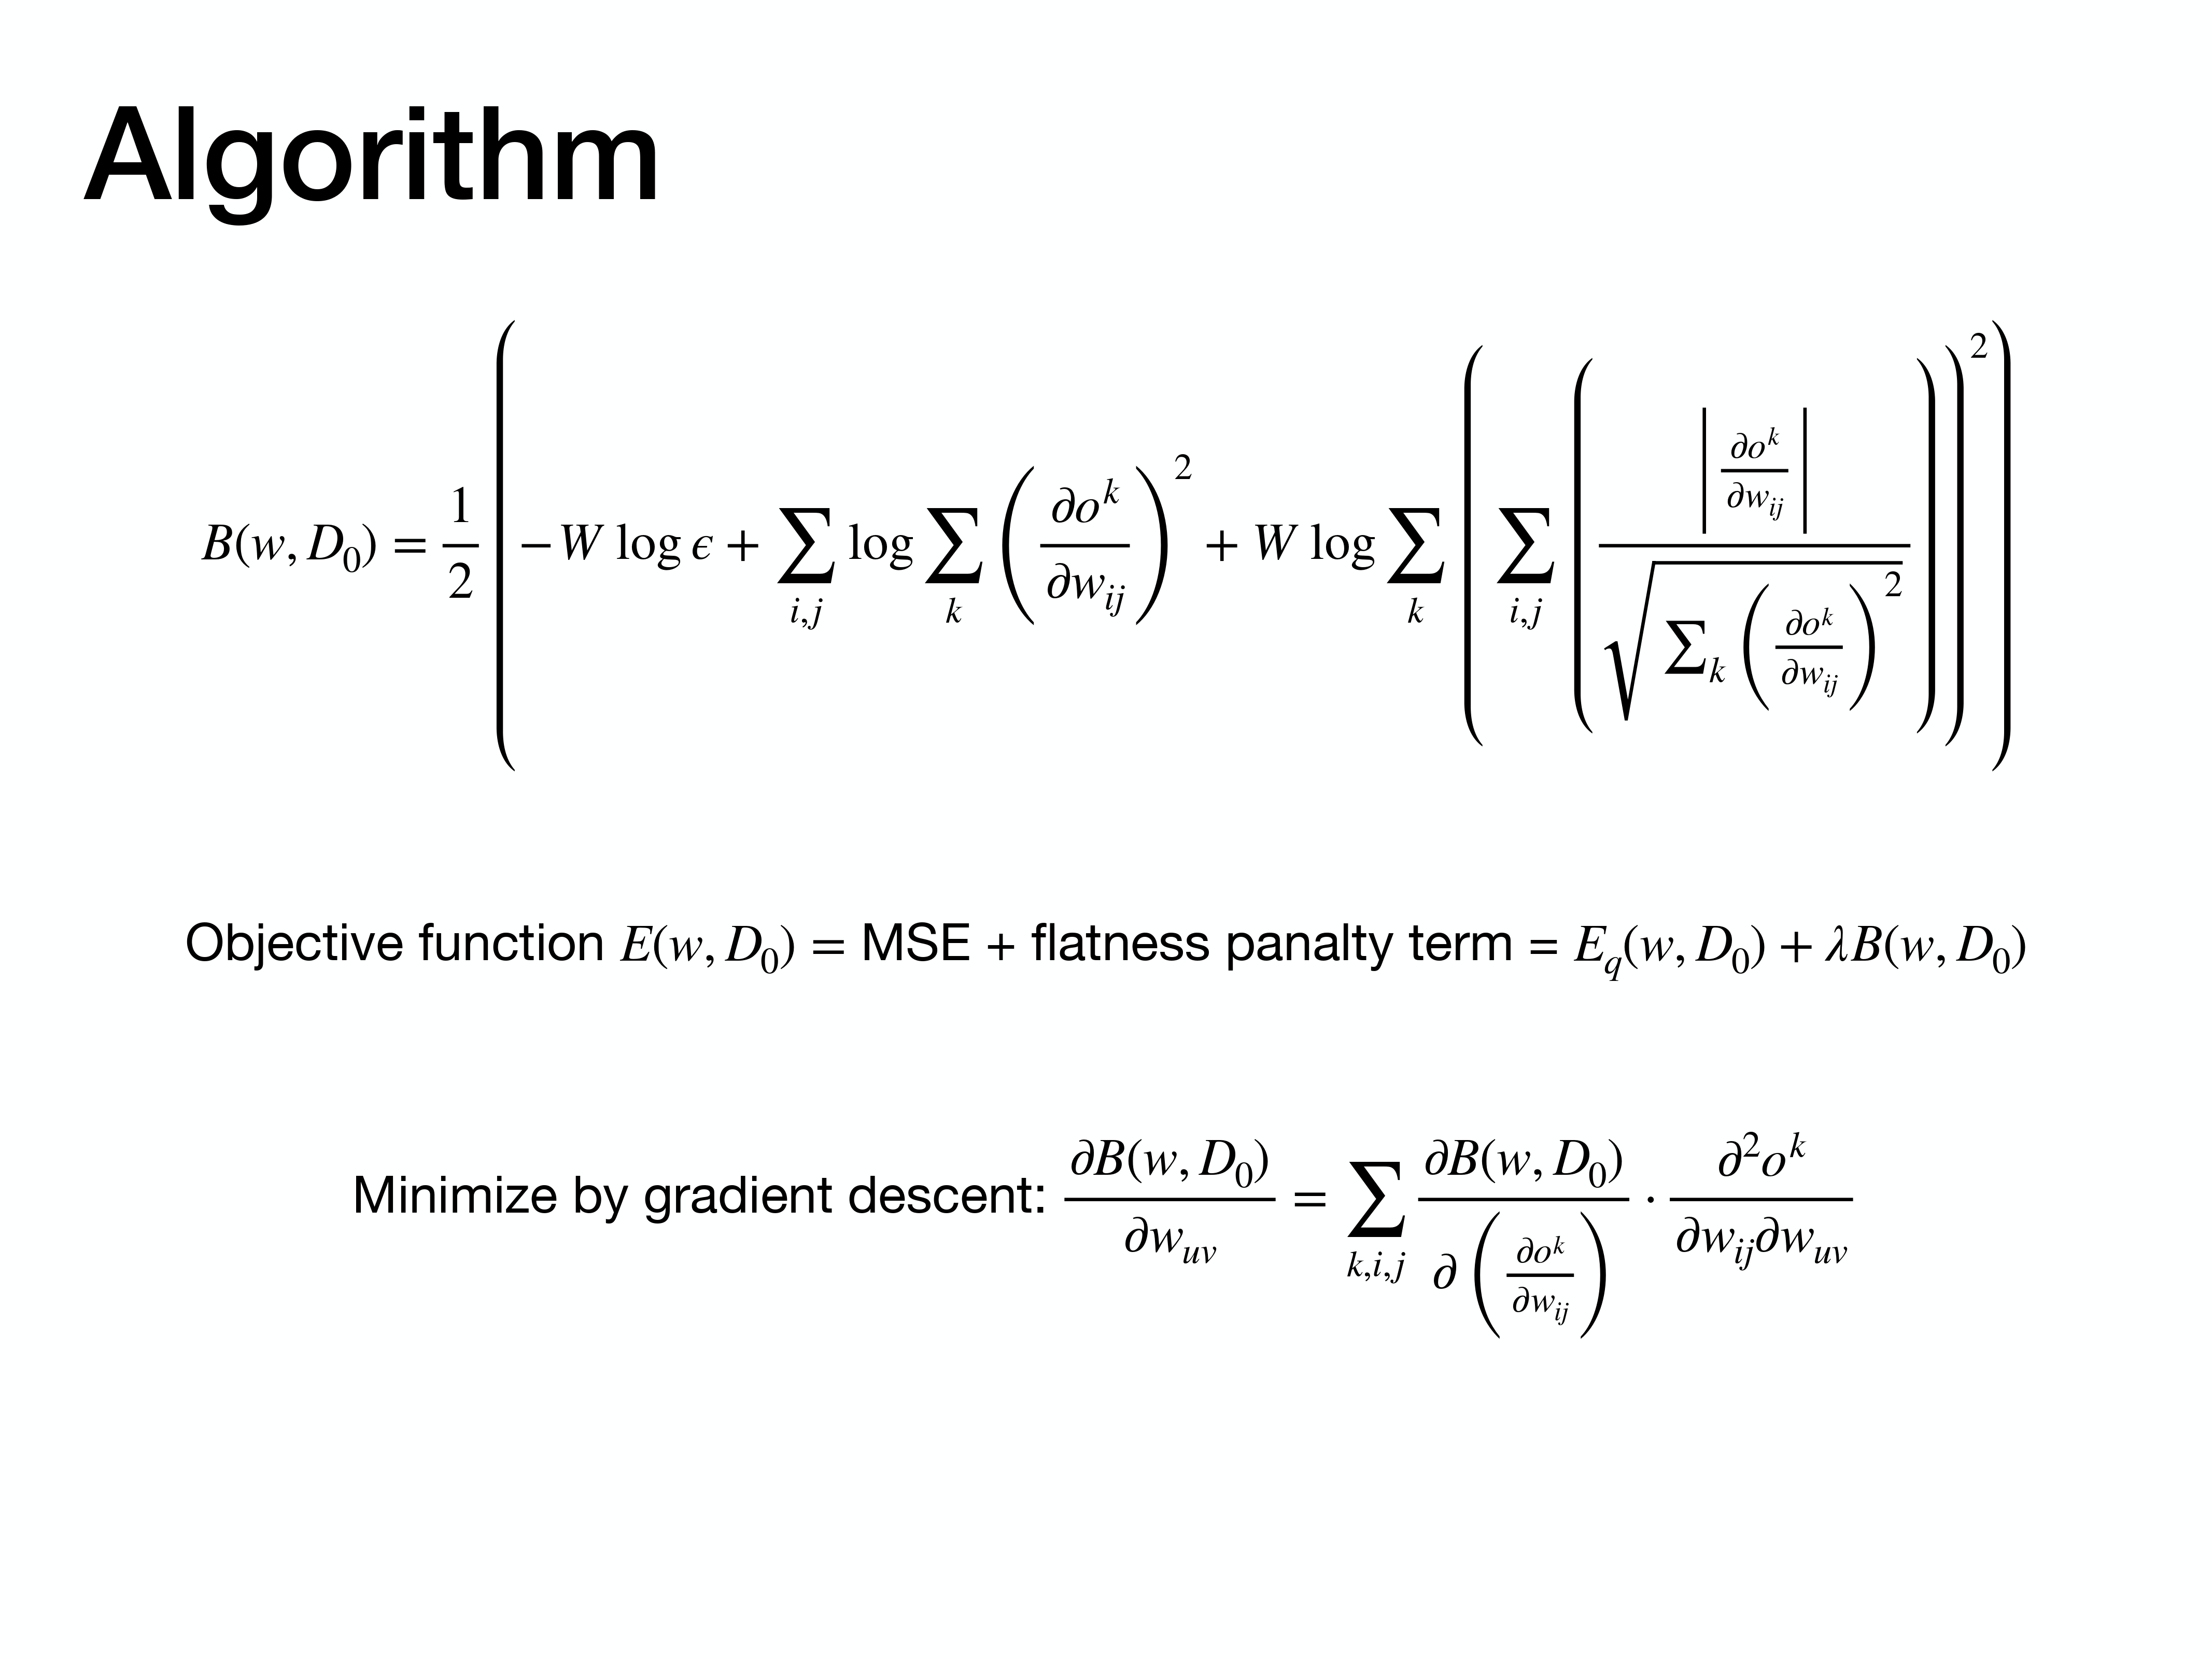 Algorithm
$B(w, D_0) = \frac{1}{2} \left( -W \log \epsilon + \sum_{i,j} \log \sum_{k} \left( \frac{\partial o^k}{\partial w_{ij}} \right)^2 + W \log \sum_{k} \left( \sum_{i,j} \left( \frac{\left| \frac{\partial o^k}{\partial w_{ij}} \right|}{\sqrt{\sum_k \left( \frac{\partial o^k}{\partial w_{ij}} \right)^2}} \right) \right)^2 \right)$
Objective function $E(w, D_0) =$ MSE + flatness panalty term = $E_q(w, D_0) + \lambda B(w, D_0)$
Minimize by gradient descent: $\frac{\partial B(w, D_0)}{\partial w_{uv}} = \sum_{k,i,j} \frac{\partial B(w, D_0)}{\partial \left( \frac{\partial o^k}{\partial w_{ij}} \right)} \cdot \frac{\partial^2 o^k}{\partial w_{ij} \partial w_{uv}}$